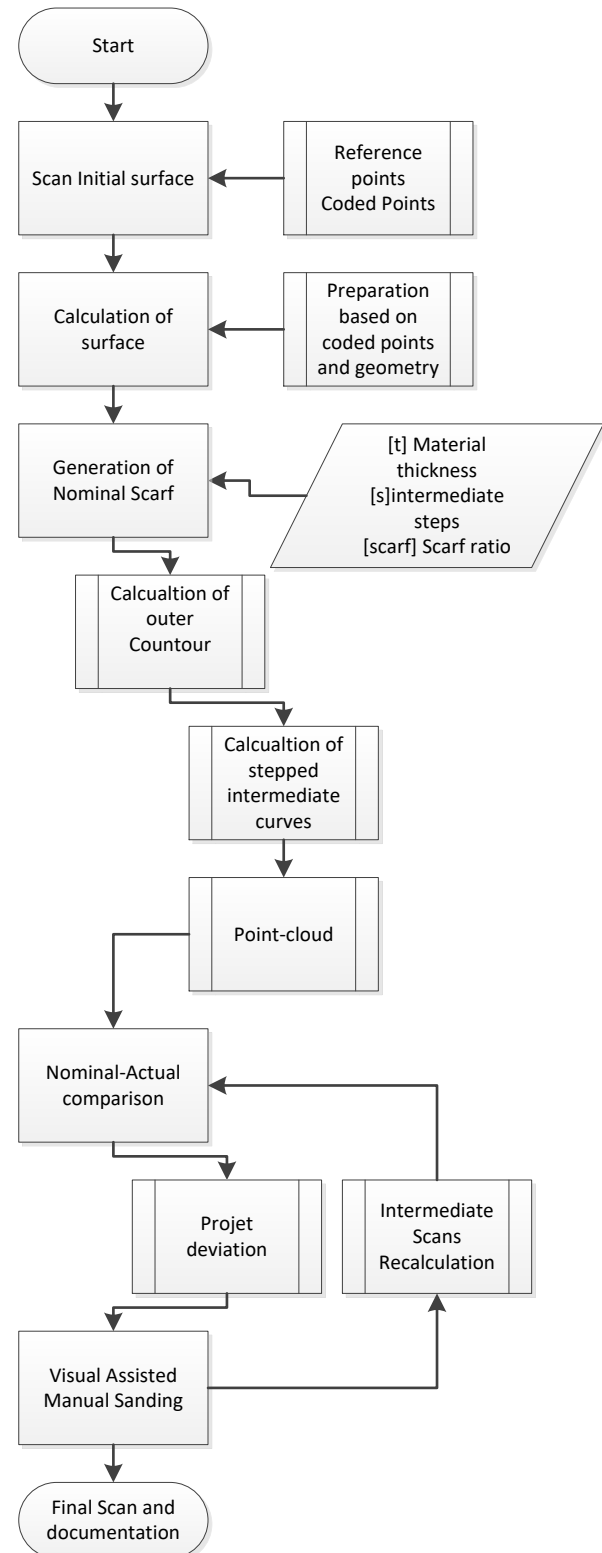 Start
Scan Initial surface
Reference
points
Coded Points
Calculation of
surface
Preparation
based on
coded points
and geometry
Generation of
Nominal Scarf
[t] Material
thickness
[s]intermediate
steps
[scarf] Scarf ratio
Calcualtion of
outer
Countour
Calcualtion of
stepped
intermediate
curves
Point-cloud
Nominal-Actual
comparison
Projet
deviation
Intermediate
Scans
Recalculation
Visual Assisted
Manual Sanding
Final Scan and
documentation